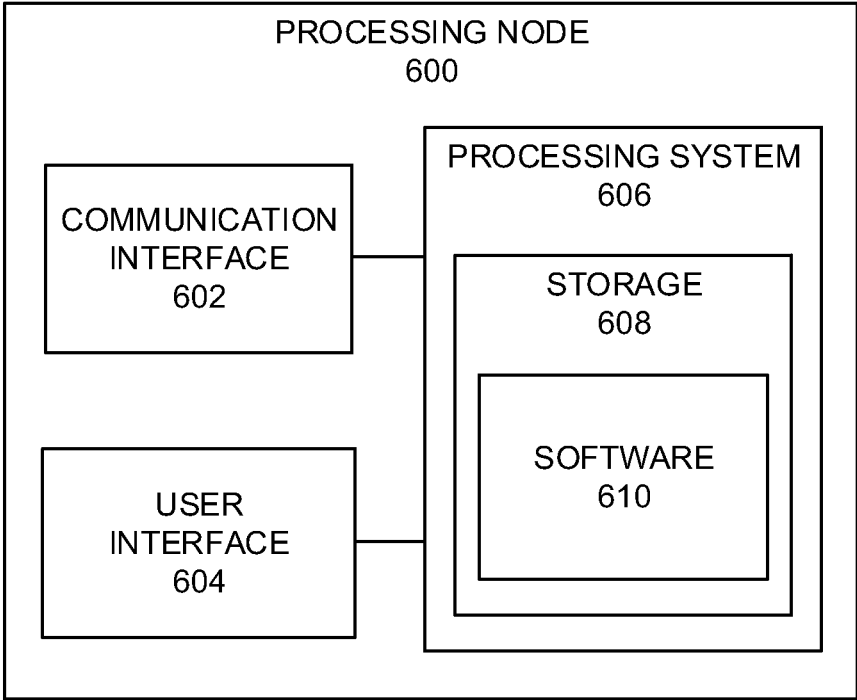 PROCESSING NODE
600
COMMUNICATION
INTERFACE
602
USER
INTERFACE
604
PROCESSING SYSTEM
606
STORAGE
608
SOFTWARE
610